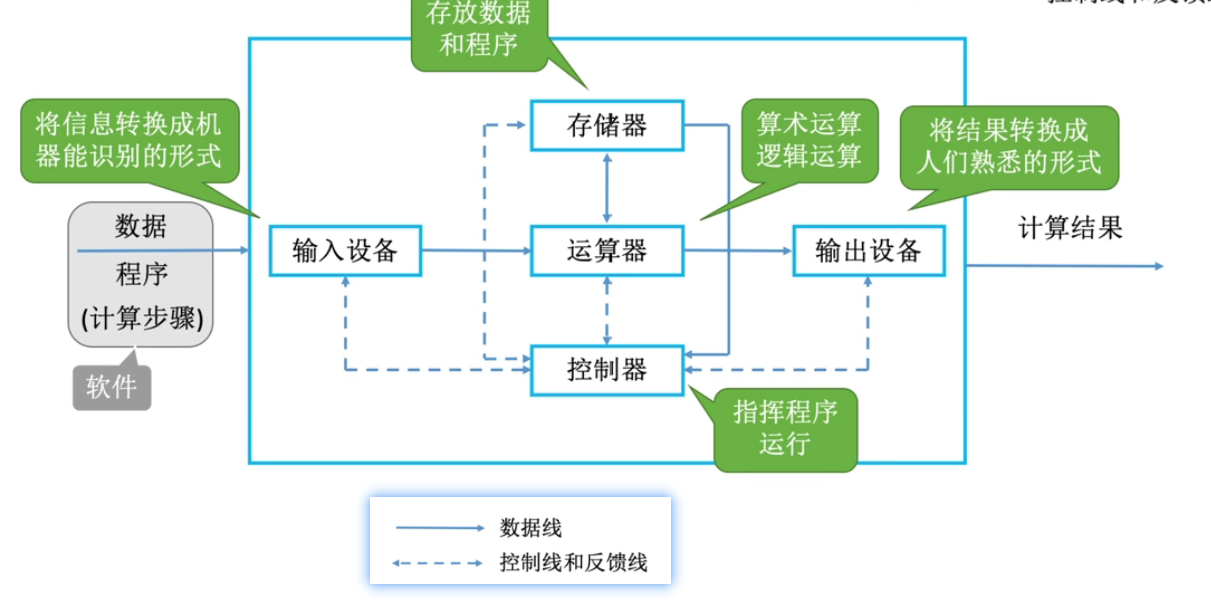 存放数据
和程序
将信息转换成机
器能识别的形式
存储器
算术运算
逻辑运算
将结果转换成
人们熟悉的形式
数据
程序
(计算步骤)
软件
输入设备
运算器
输出设备
计算结果
控制器
指挥程序
运行
数据线
控制线和反馈线